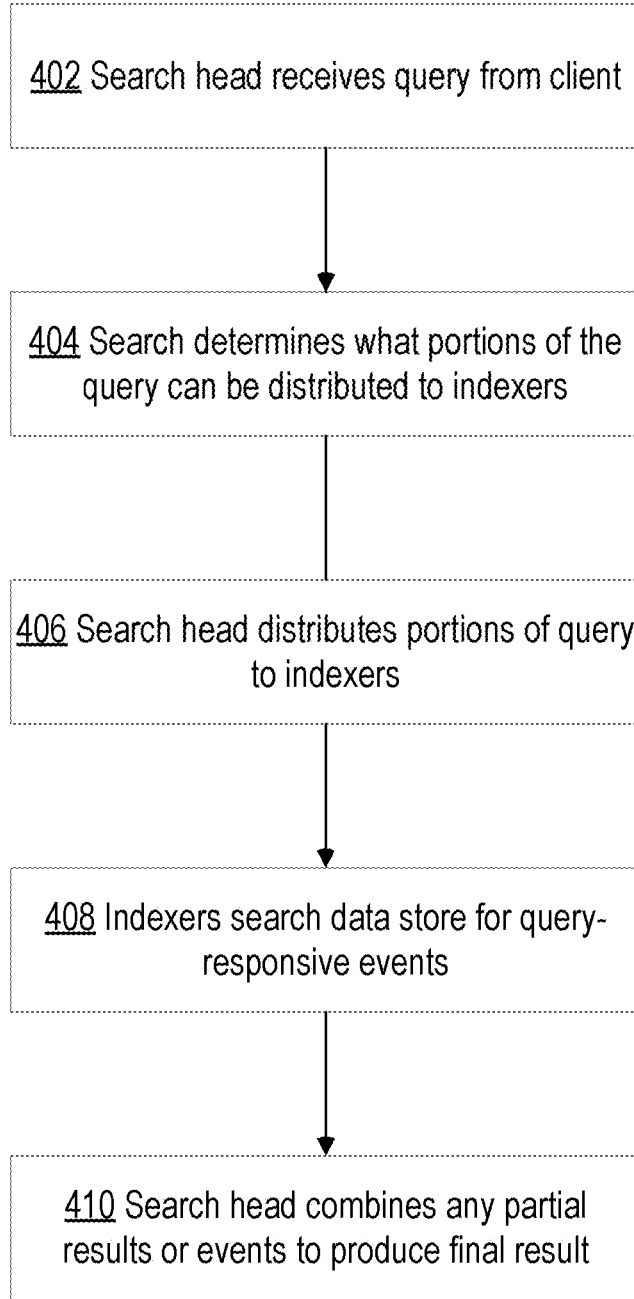 402 Search head receives query from client
404 Search determines what portions of the
query can be distributed to indexers
406 Search head distributes portions of query
to indexers
408 Indexers search data store for query-
responsive events
410 Search head combines any partial
results or events to produce final result